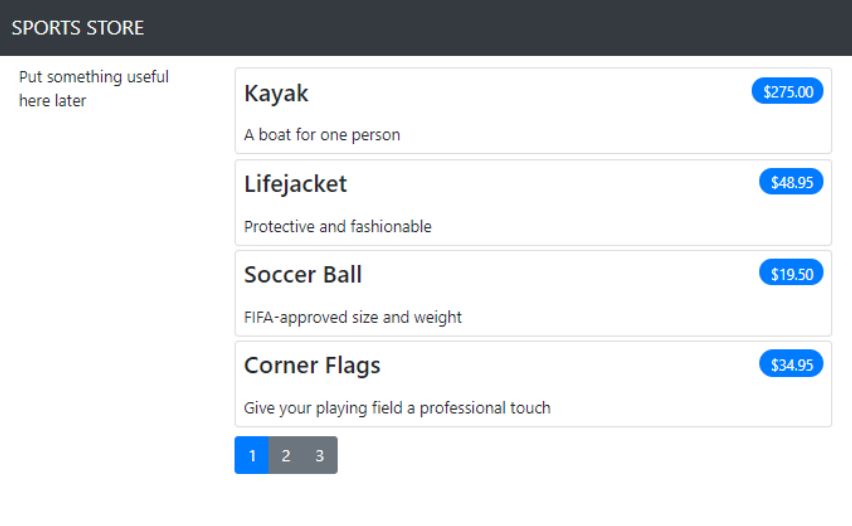 SPORTS STORE
Put something useful
here later
Kayak
$275.00
A boat for one person
Lifejacket
$48.95
Protective and fashionable
Soccer Ball
$19.50
FIFA-approved size and weight
Corner Flags
$34.95
Give your playing field a professional touch
1 2 3